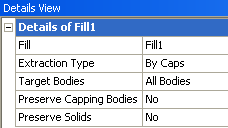 Details View
Details of Fill1
Fill Fill1
Extraction Type By Caps
Target Bodies All Bodies
Preserve Capping Bodies No
Preserve Solids No